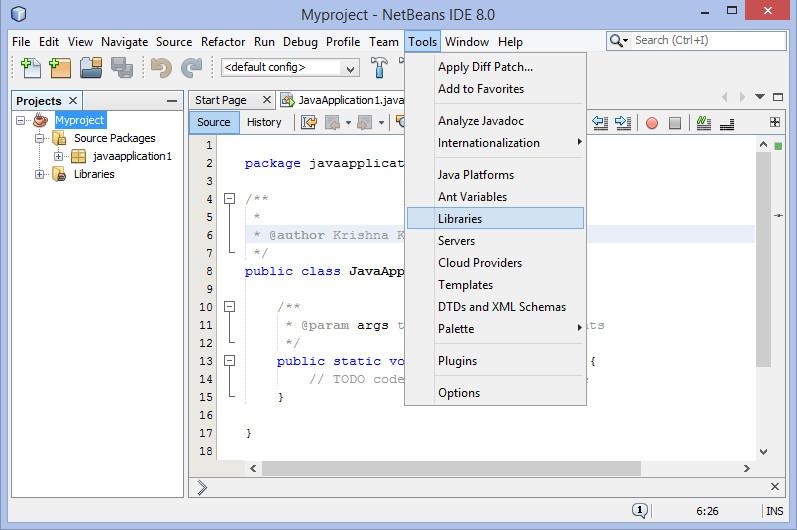 Myproject - NetBeans IDE 8.0
File Edit View Navigate Source Refactor Run Debug Profile Team Tools Window Help
Search (Ctrl+I)
<default config>
Projects
Myproject
Source Packages
javaapplication1
Libraries
Start Page
JavaApplication1.java
Source History
Apply Diff Patch...
Add to Favorites
Analyze Javadoc
Internationalization
Java Platforms
Ant Variables
Libraries
Servers
Cloud Providers
Templates
DTDs and XML Schemas
Palette
Plugins
Options
1
2 package javaapplicat
3
4 /**
5 *
6 * @author Krishna K
7 */
8 public class JavaApp
9
10 /**
11 * @param args t ts
12 */
13 public static vo {
14 // TODO code
15 }
16
17 }
18
1
6:26 INS